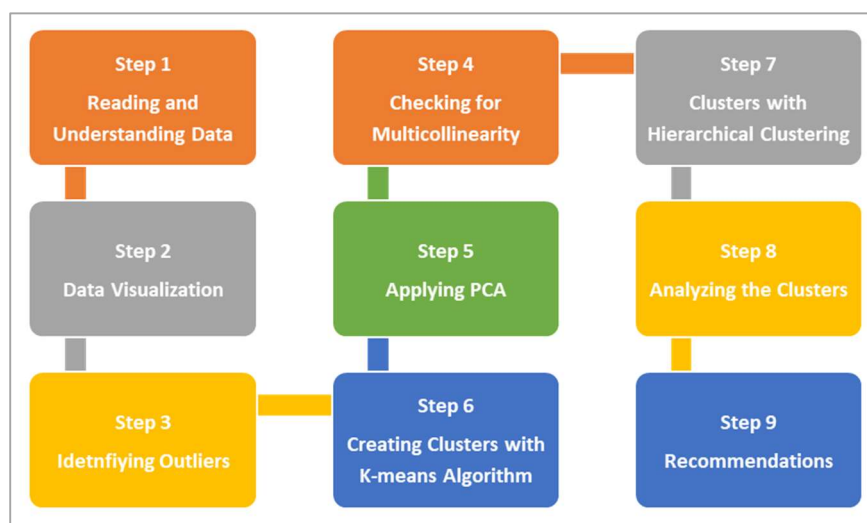 Step 1
Reading and
Understanding Data
Step 2
Data Visualization
Step 3
Idetnfiying Outliers
Step 4
Checking for
Multicollinearity
Step 5
Applying PCA
Step 6
Creating Clusters with
K-means Algorithm
Step 7
Clusters with
Hierarchical Clustering
Step 8
Analyzing the Clusters
Step 9
Recommendations